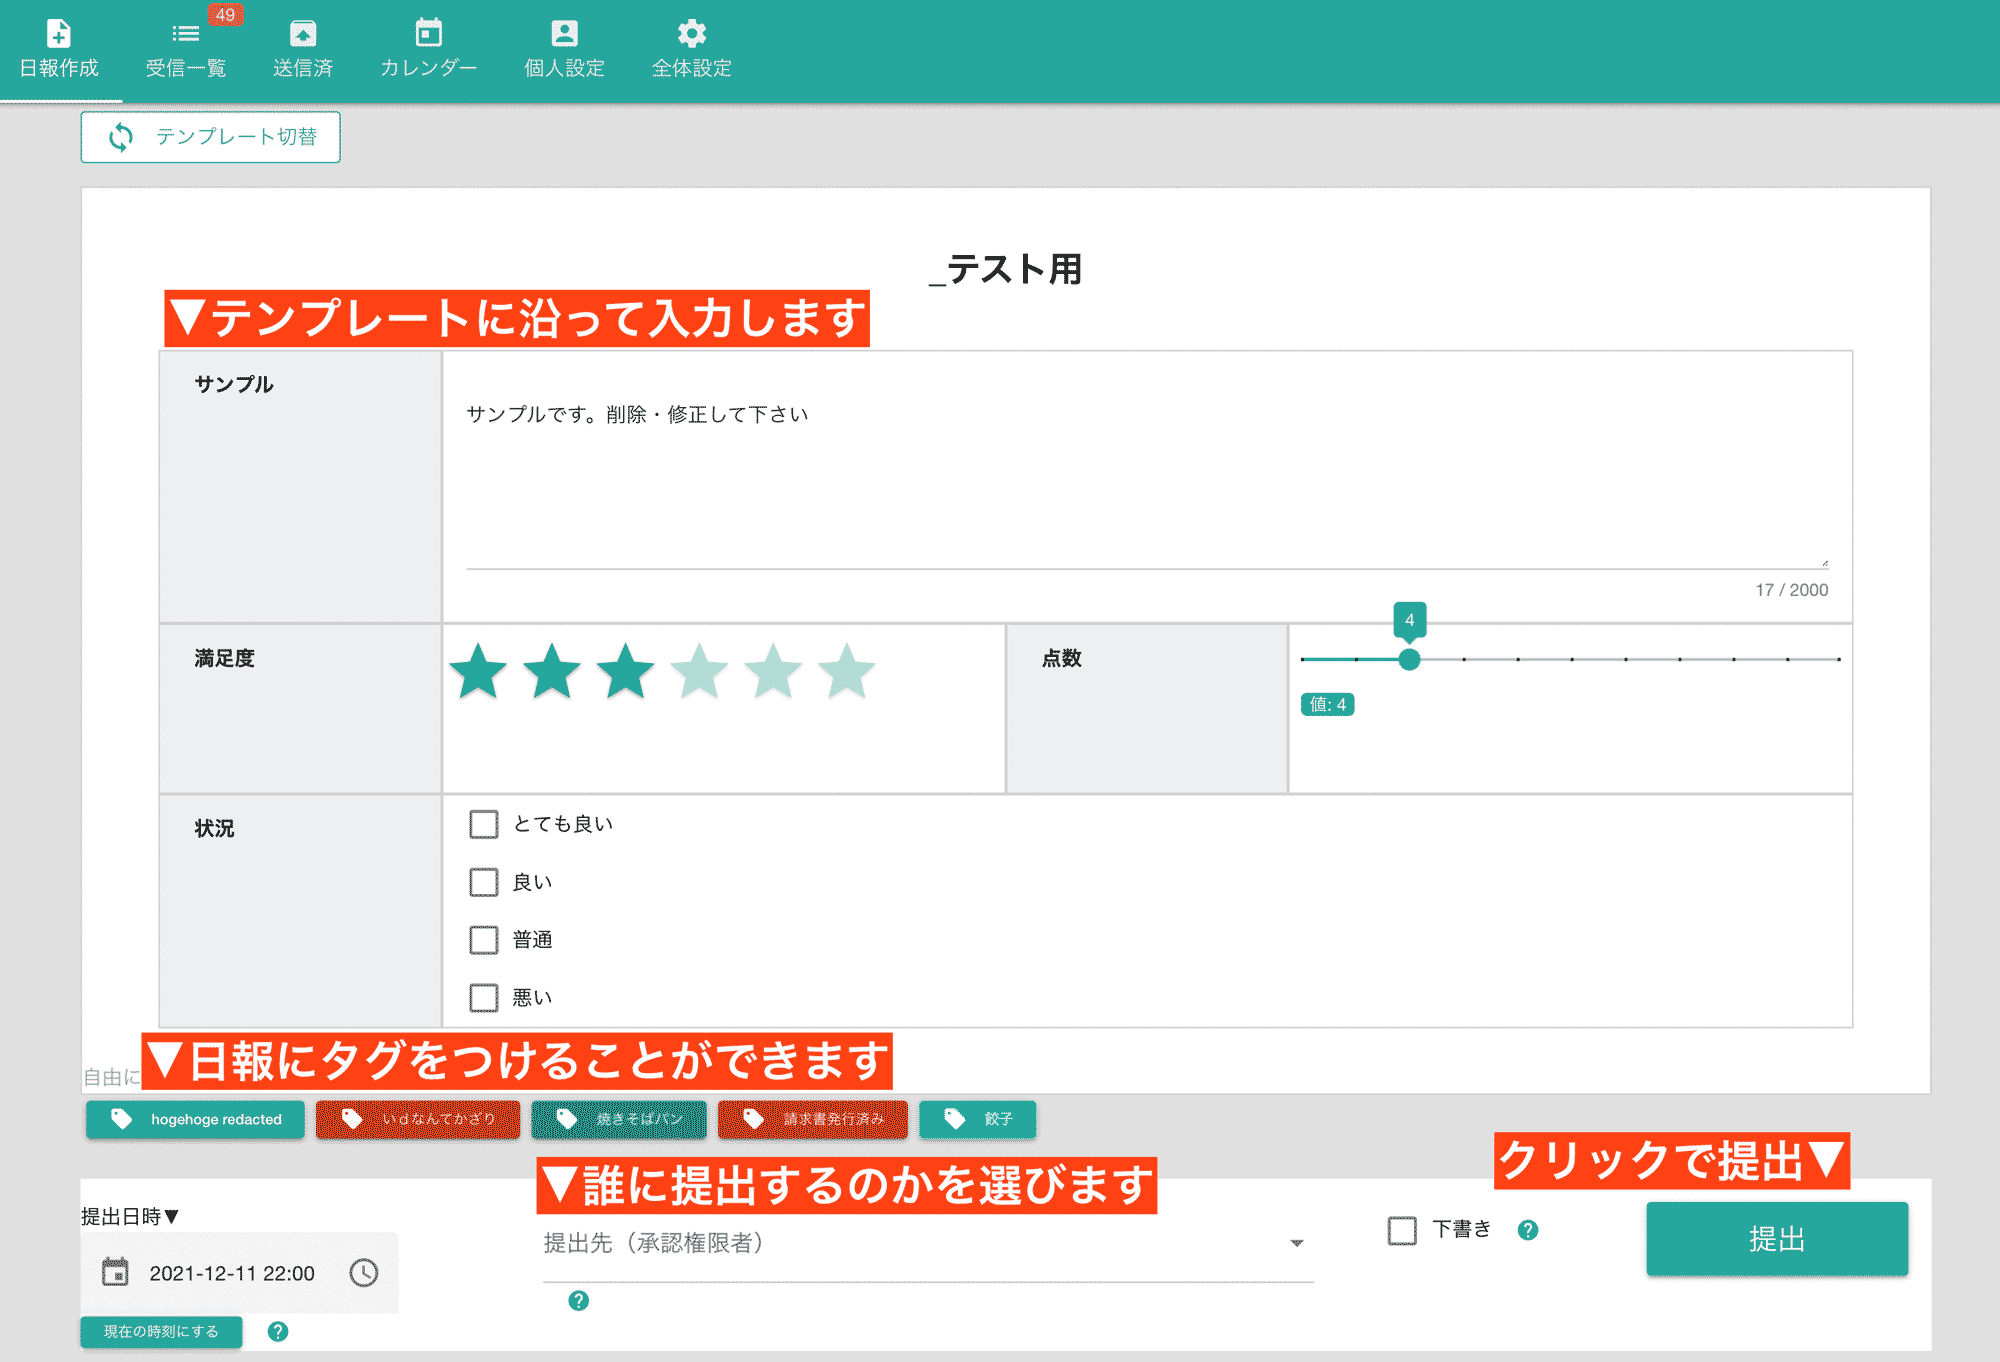 49
日報作成
受信一覧
送信済
カレンダー
個人設定
全体設定
テンプレート切替
_テスト用
▼テンプレートに沿って入力します
サンプル
サンプルです。削除・修正して下さい
17 / 2000
満足度
点数
4
値: 4
状況
とても良い
良い
普通
悪い
自由に
▼日報にタグをつけることができます
hogehoge redacted
いdなんてかざり
焼きそばパン
請求書発行済み
餃子
▼誰に提出するのかを選びます
クリックで提出▼
提出日時▼
2021-12-11 22:00
現在の時刻にする
提出先（承認権限者）
下書き
提出